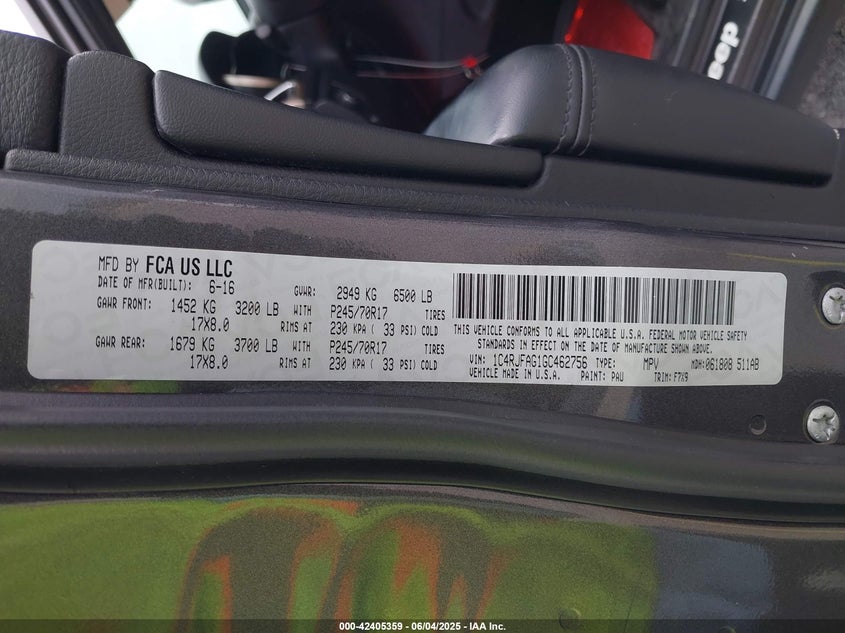 Jeep
MFD BY FCA US LLC
DATE OF MFR(BUILT): 6-16 GVWR: 2949 KG 6500 LB
GAWR FRONT: 1452 KG 3200 LB WITH P245/70R17 TIRES
17X8.0 RIMS AT 230 KPA ( 33 PSI) COLD
GAWR REAR: 1679 KG 3700 LB WITH P245/70R17 TIRES
17X8.0 RIMS AT 230 KPA ( 33 PSI) COLD
THIS VEHICLE CONFORMS TO ALL APPLICABLE U.S.A. FEDERAL MOTOR VEHICLE SAFETY
STANDARDS IN EFFECT ON THE DATE OF MANUFACTURE SHOWN ABOVE.
VIN: 1C4RJFAG1GC462756 TYPE: MPV MDH:061808 511AB
VEHICLE MADE IN U.S.A. PAINT: PAU TRIM: F7X9
000-42405359 - 06/04/2025 - IAA Inc.